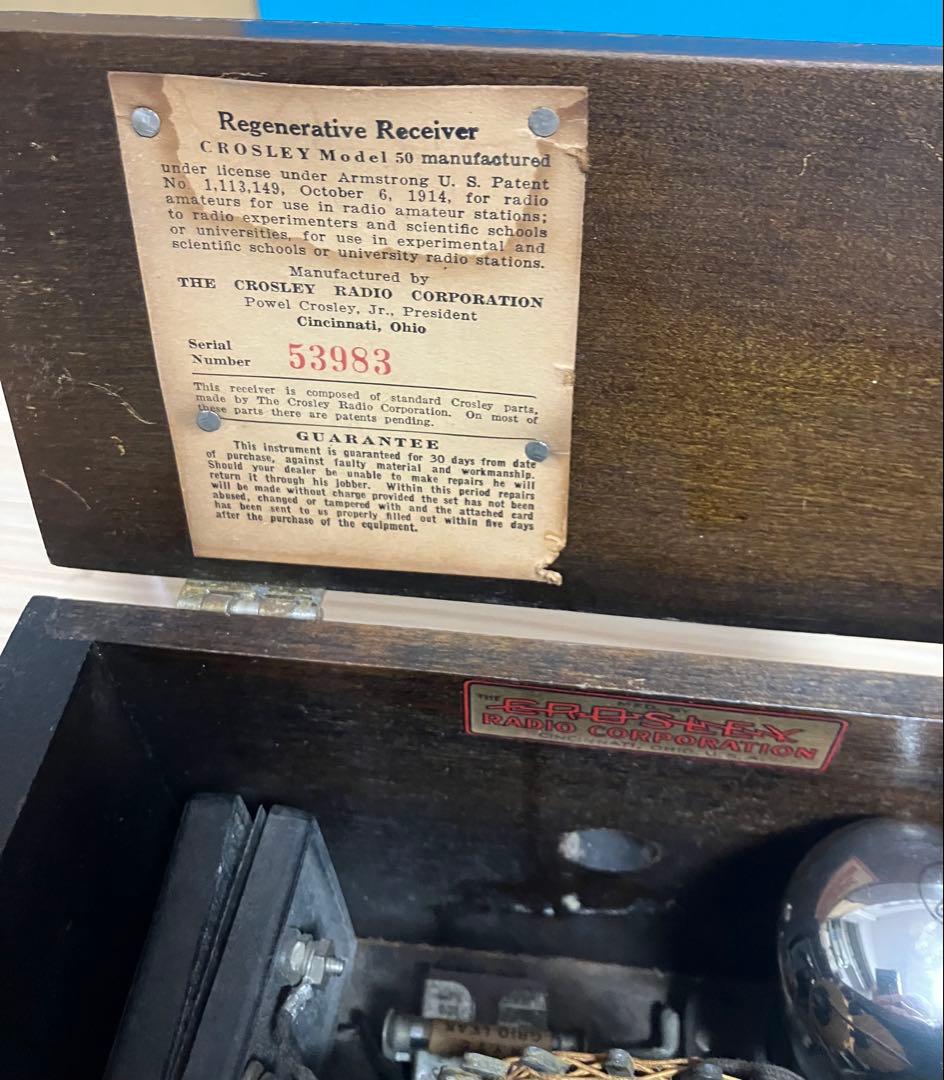 Regenerative Receiver
CROSLEY Model 50 manufactured
under license under Armstrong U. S. Patent
No. 1,113,149, October 6, 1914, for radio
amateurs for use in radio amateur stations;
to radio experimenters and scientific schools
or universities, for use in experimental and
scientific schools or university radio stations.
Manufactured by
THE CROSLEY RADIO CORPORATION
Powel Crosley, Jr., President
Cincinnati, Ohio
Serial
Number 53983
This receiver is composed of standard Crosley parts,
made by The Crosley Radio Corporation. On most of
these parts there are patents pending.
GUARANTEE
This instrument is guaranteed for 30 days from date
of purchase, against faulty material and workmanship.
Should your dealer be unable to make repairs he will
return it through his jobber. Within this period repairs
will be made without charge provided the set has not been
abused, changed or tampered with and the attached card
has been sent to us properly filled out within five days
after the purchase of the equipment.
MFD. BY
THE CROSLEY
RADIO CORPORATION
CINCINNATI, OHIO, U.S.A.
GRID LEAK